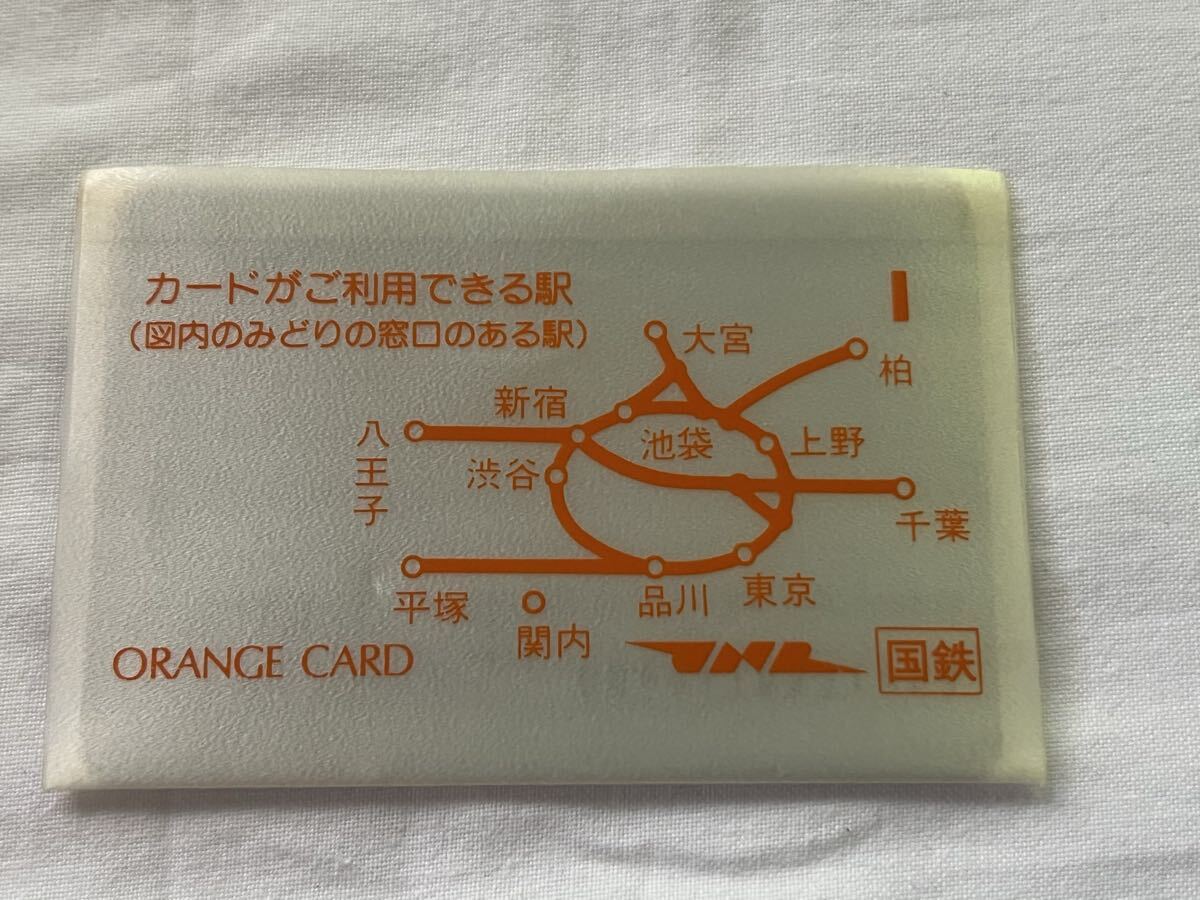 カードがご利用できる駅
(図内のみどりの窓口のある駅)
大宮
柏
新宿
池袋
上野
八王子
渋谷
千葉
平塚
関内
品川
東京
ORANGE CARD
JNR
国鉄